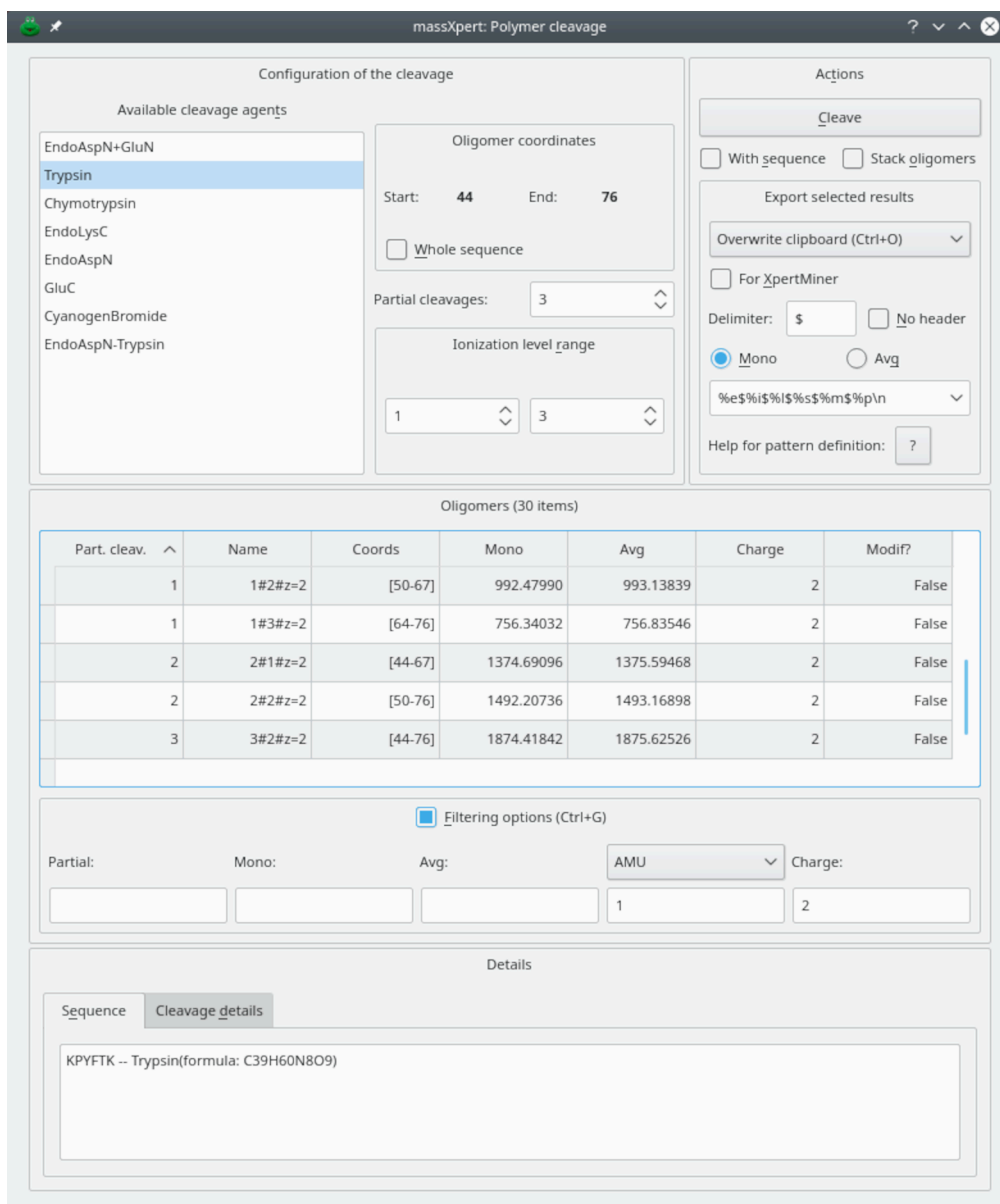 massXpert: Polymer cleavage
Configuration of the cleavage
Available cleavage agents
EndoAspN+GluN
Trypsin
Chymotrypsin
EndoLysC
EndoAspN
GluC
CyanogenBromide
EndoAspN-Trypsin
Oligomer coordinates
Start: 44 End: 76
Whole sequence
Partial cleavages: 3
Ionization level range
1 3
Actions
Cleave
With sequence Stack oligomers
Export selected results
Overwrite clipboard (Ctrl+O)
For XpertMiner
Delimiter: $ No header
Mono Avg
%e$%i$%l$%s$%m$%p\n
Help for pattern definition: ?
Oligomers (30 items)
Part. cleav. Name Coords Mono Avg Charge Modif?
1 1#2#z=2 [50-67] 992.47990 993.13839 2 False
1 1#3#z=2 [64-76] 756.34032 756.83546 2 False
2 2#1#z=2 [44-67] 1374.69096 1375.59468 2 False
2 2#2#z=2 [50-76] 1492.20736 1493.16898 2 False
3 3#2#z=2 [44-76] 1874.41842 1875.62526 2 False
Filtering options (Ctrl+G)
Partial: Mono: Avg: AMU Charge:
1 2
Details
Sequence Cleavage details
KPYFTK -- Trypsin(formula: C39H60N8O9)